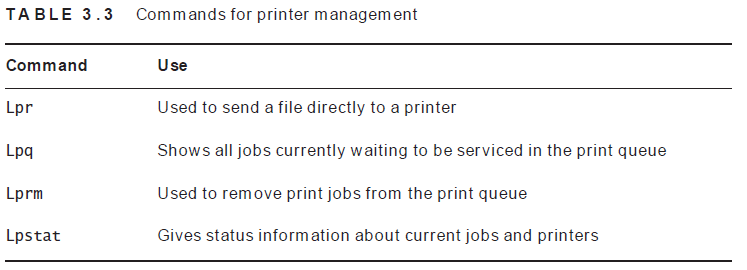 TABLE 3.3 Commands for printer management
Command Use
Lpr Used to send a file directly to a printer
Lpq Shows all jobs currently waiting to be serviced in the print queue
Lprm Used to remove print jobs from the print queue
Lpstat Gives status information about current jobs and printers